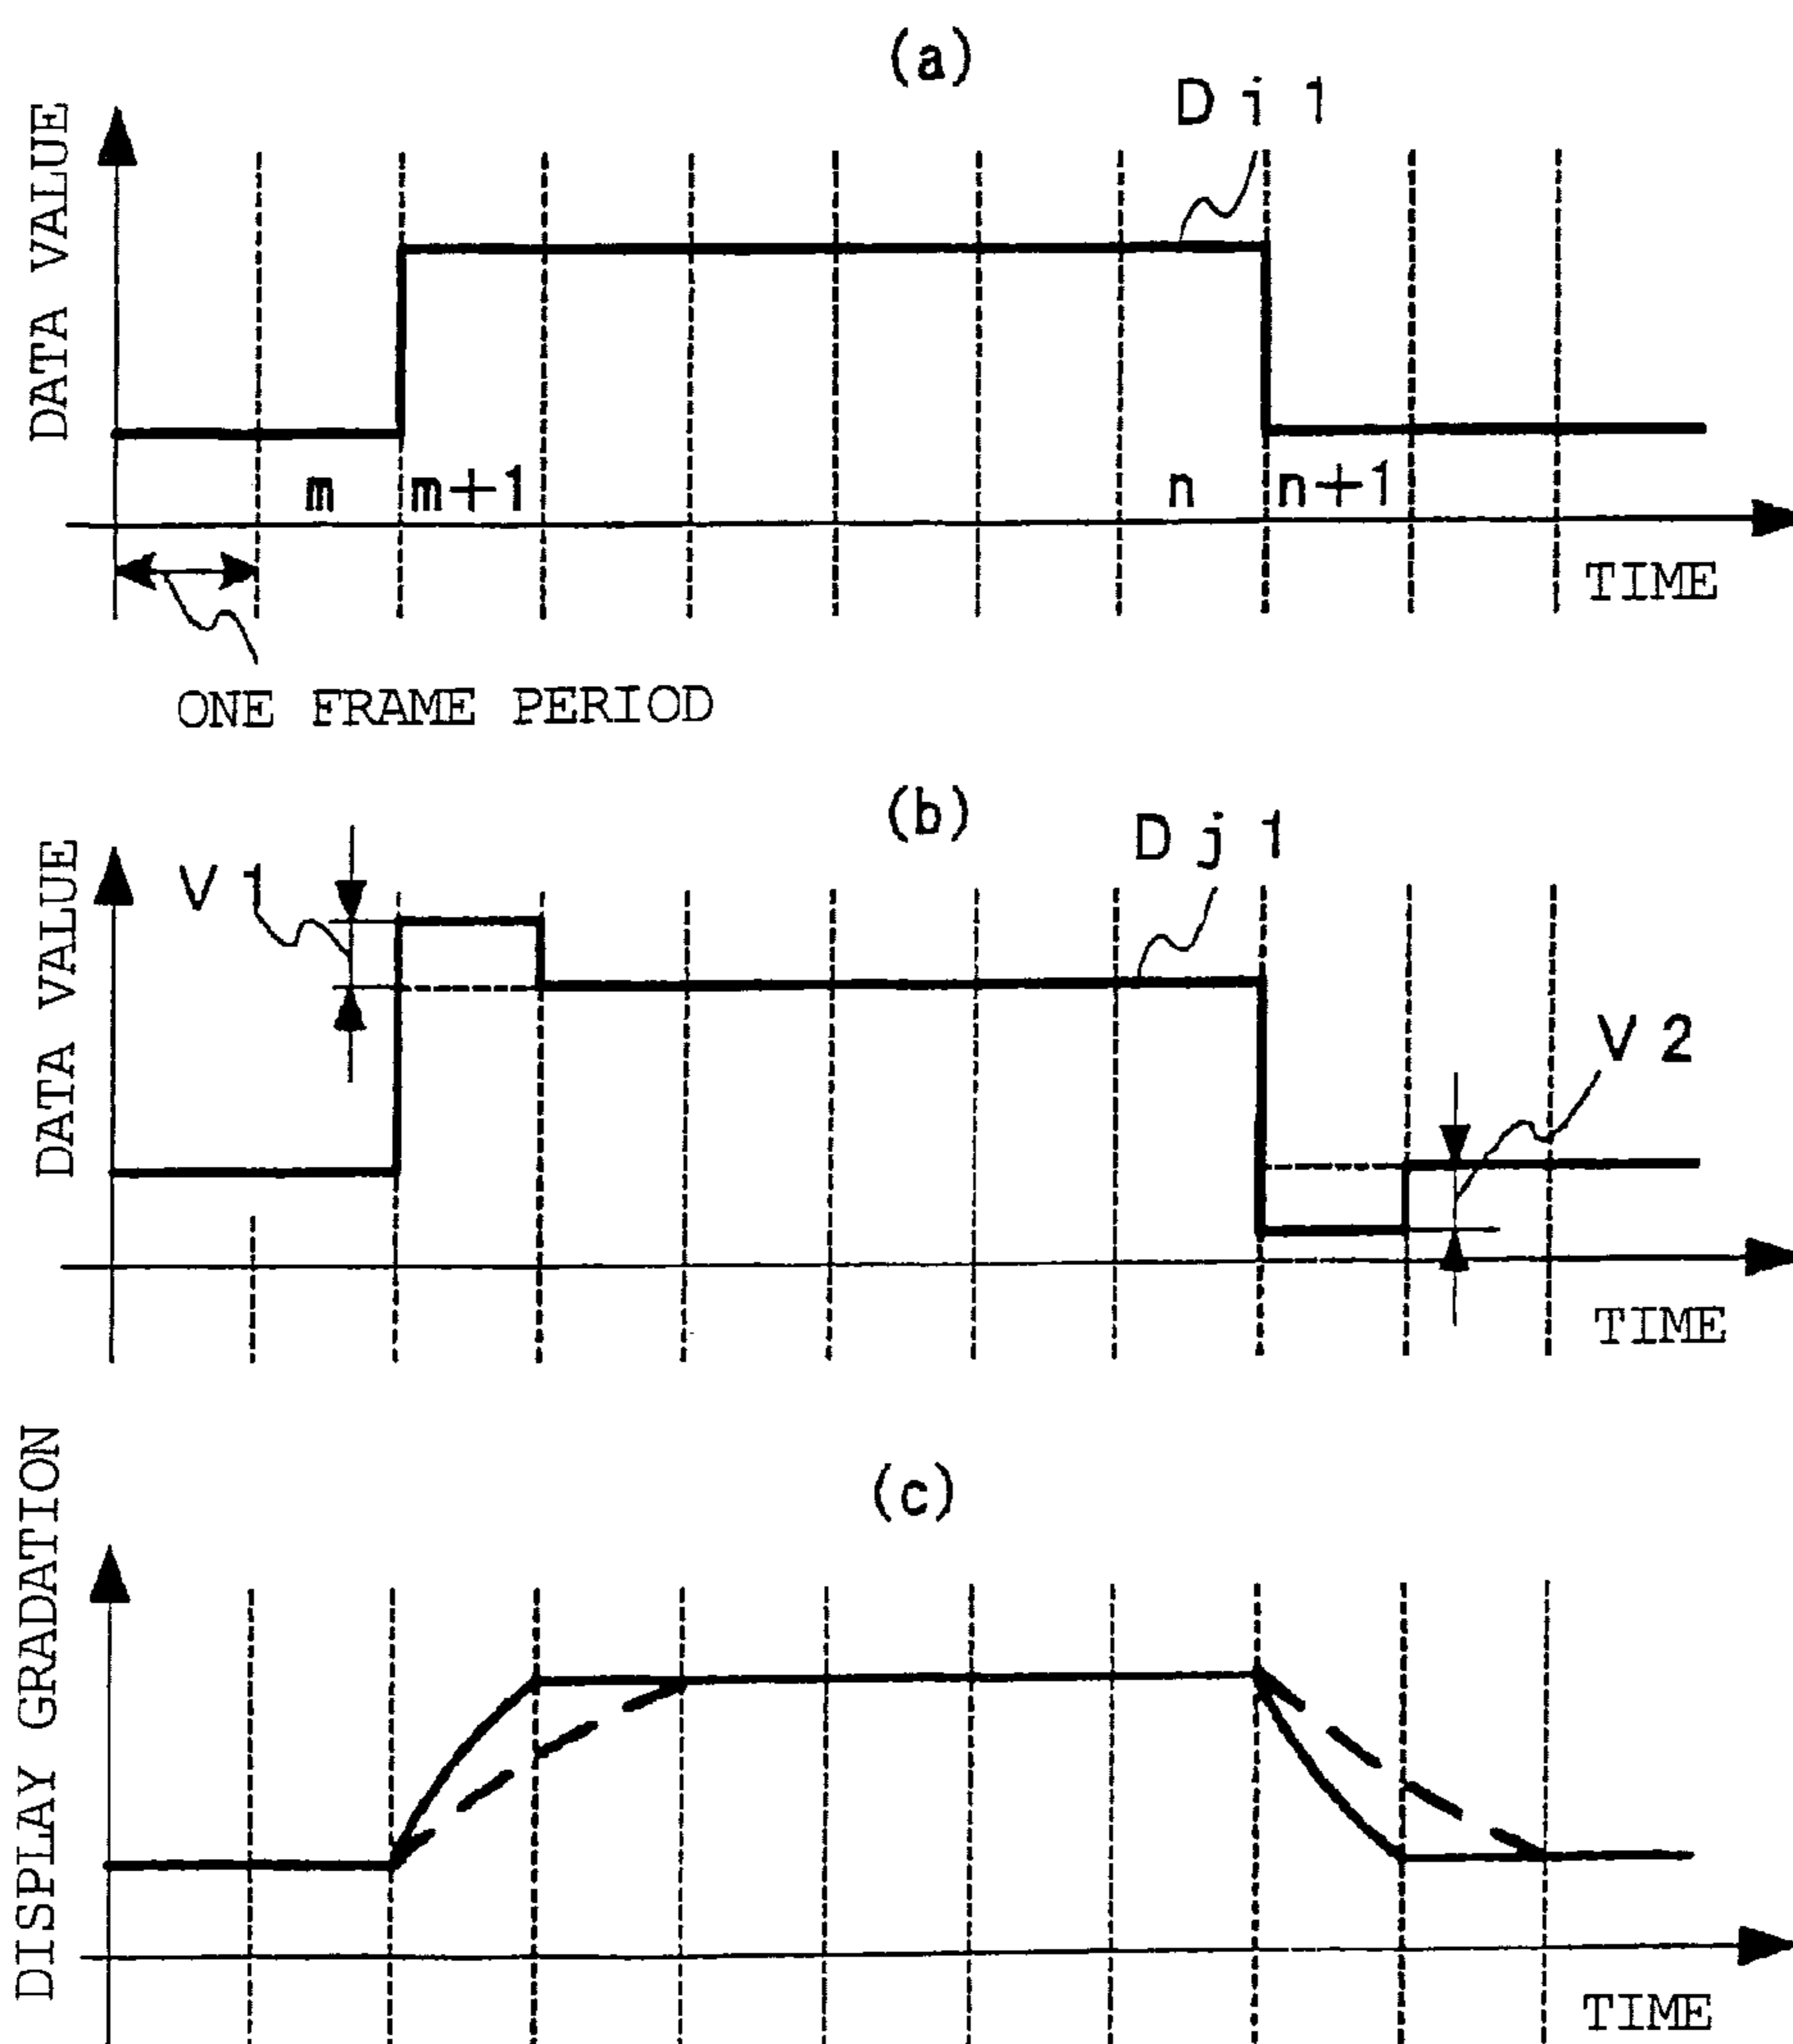 (a)
Di1
DATA VALUE
m
m+1
n
n+1
TIME
ONE FRAME PERIOD
(b)
Dj1
V1
DATA VALUE
V2
TIME
(c)
DISPLAY GRADATION
TIME